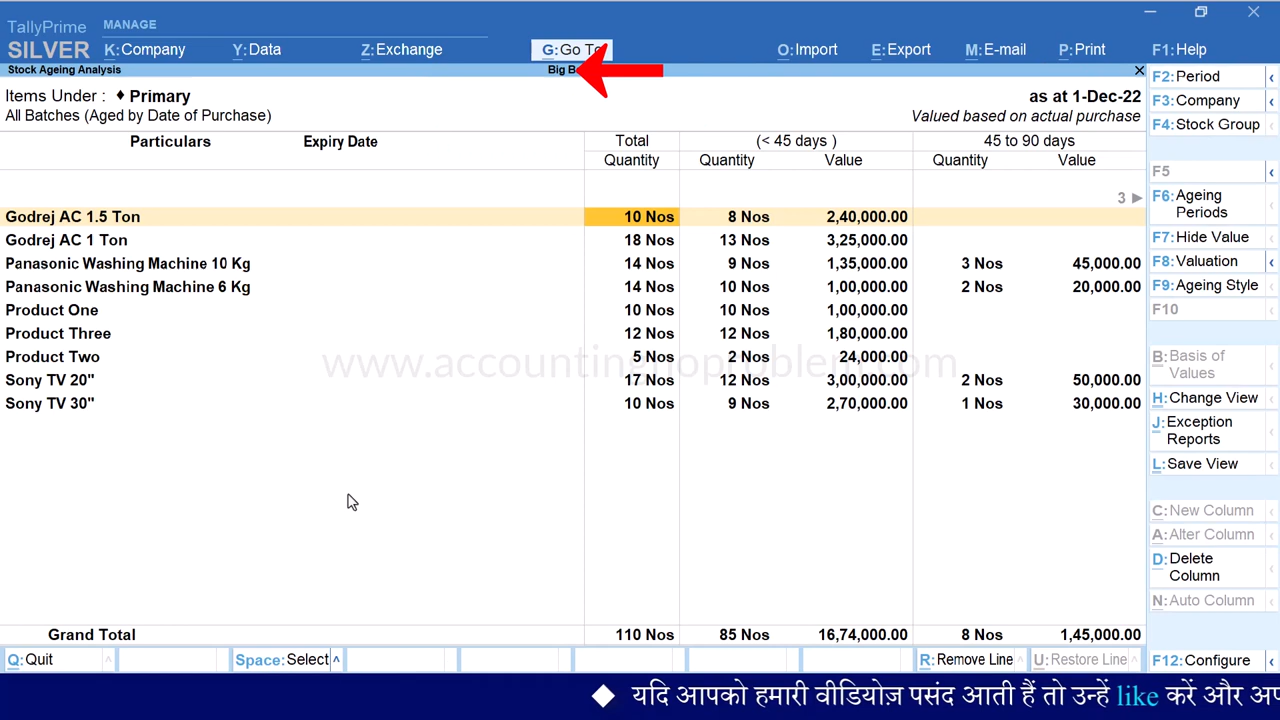 TallyPrime MANAGE
SILVER K:Company Y:Data Z:Exchange G:Go To O:Import E:Export M:E-mail P:Print F1:Help
Stock Ageing Analysis Big
Items Under : ♦ Primary as at 1-Dec-22
All Batches (Aged by Date of Purchase) Valued based on actual purchase
Particulars Expiry Date Total (< 45 days ) 45 to 90 days
Quantity Quantity Value Quantity Value
3 ▶
Godrej AC 1.5 Ton 10 Nos 8 Nos 2,40,000.00
Godrej AC 1 Ton 18 Nos 13 Nos 3,25,000.00
Panasonic Washing Machine 10 Kg 14 Nos 9 Nos 1,35,000.00 3 Nos 45,000.00
Panasonic Washing Machine 6 Kg 14 Nos 10 Nos 1,00,000.00 2 Nos 20,000.00
Product One 10 Nos 10 Nos 1,00,000.00
Product Three 12 Nos 12 Nos 1,80,000.00
Product Two 5 Nos 2 Nos 24,000.00
www.accountingnoproblem.com
Sony TV 20" 17 Nos 12 Nos 3,00,000.00 2 Nos 50,000.00
Sony TV 30" 10 Nos 9 Nos 2,70,000.00 1 Nos 30,000.00
Grand Total 110 Nos 85 Nos 16,74,000.00 8 Nos 1,45,000.00
Q:Quit Space:Select R:Remove Line U:Restore Line
F2:Period
F3:Company
F4:Stock Group
F5
F6:Ageing
Periods
F7:Hide Value
F8:Valuation
F9:Ageing Style
F10
B:Basis of
Values
H:Change View
J:Exception
Reports
L:Save View
C:New Column
A:Alter Column
D:Delete
Column
N:Auto Column
F12:Configure
◆ यदि आपको हमारी वीडियोज़ पसंद आती हैं तो उन्हें like करें और